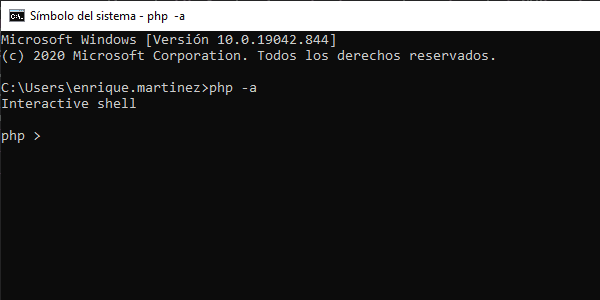 Símbolo del sistema - php  -a
Microsoft Windows [Versión 10.0.19042.844]
(c) 2020 Microsoft Corporation. Todos los derechos reservados.
C:\Users\enrique.martinez>php -a
Interactive shell
php >